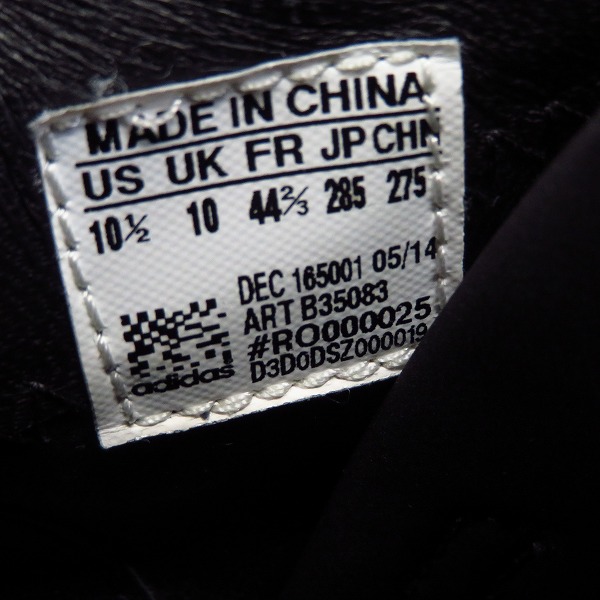 MADE IN CHINA
US UK FR JP CHN
10½ 10 44⅔ 285 275
DEC 165001 05/14
ART B35083
#RO000025
D3D0DSZ000019
adidas